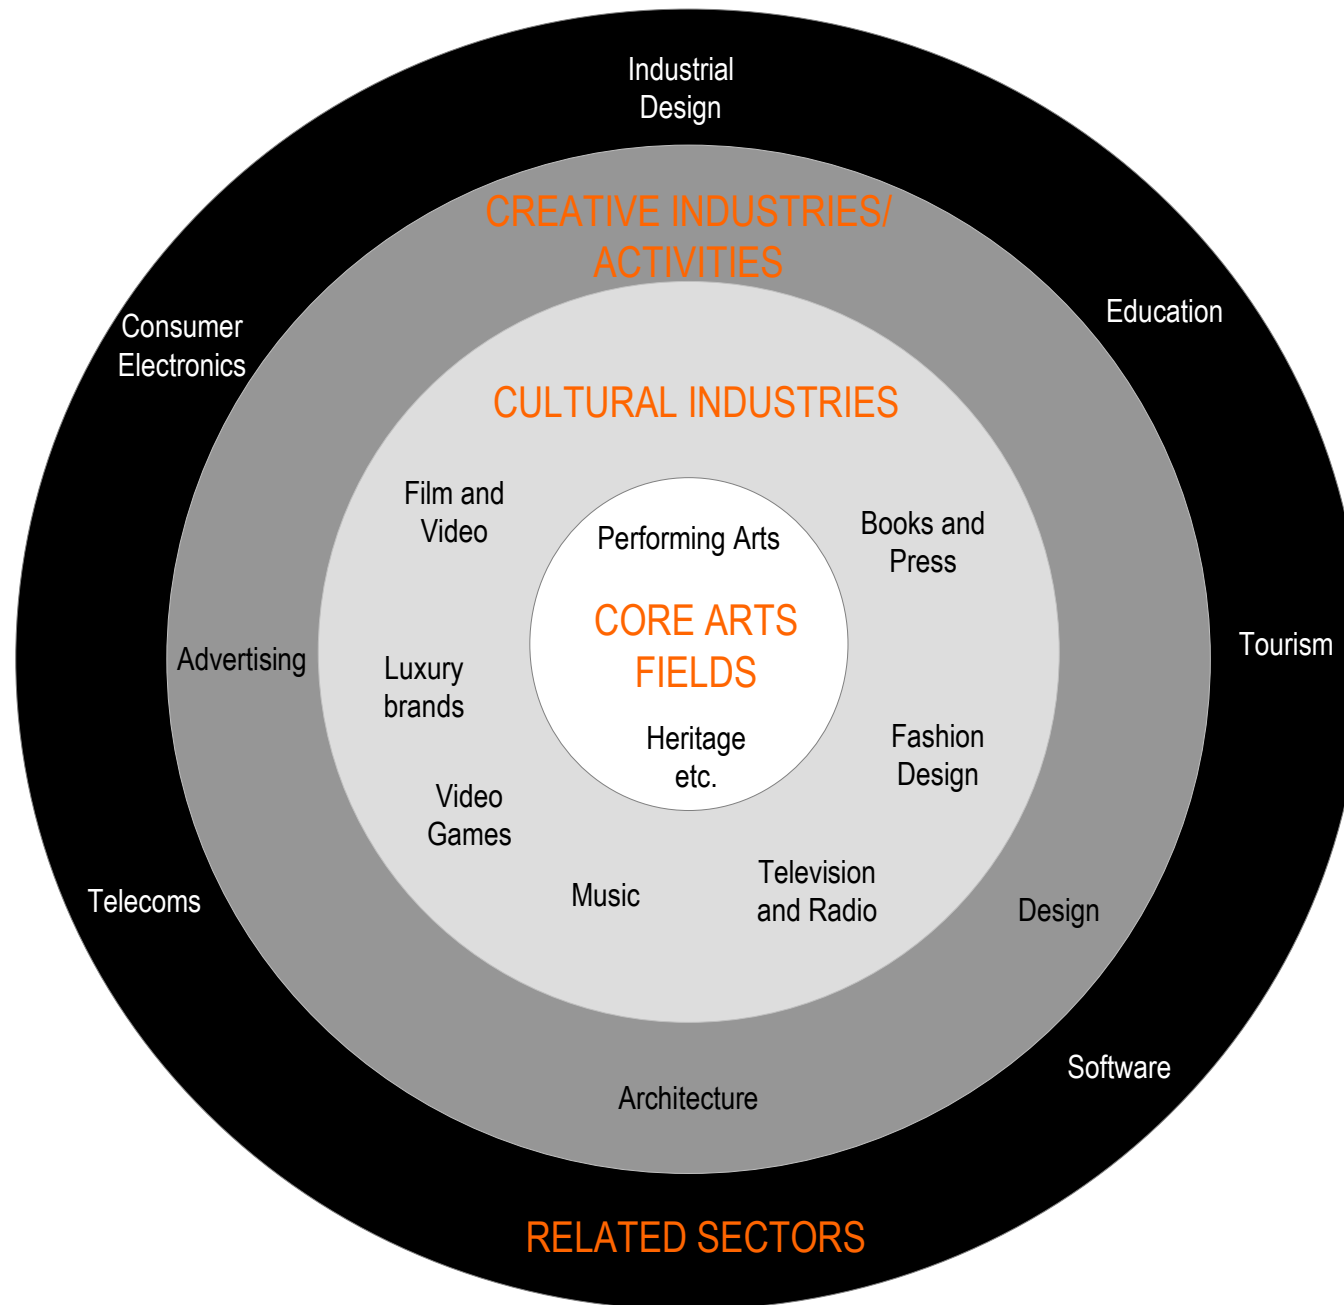 Industrial
Design
CREATIVE INDUSTRIES/
ACTIVITIES
Consumer
Electronics
Education
CULTURAL INDUSTRIES
Film and
Video
Books and
Press
Performing Arts
CORE ARTS
FIELDS
Advertising
Luxury
brands
Tourism
Heritage
etc.
Fashion
Design
Video
Games
Music
Television
and Radio
Telecoms
Design
Software
Architecture
RELATED SECTORS